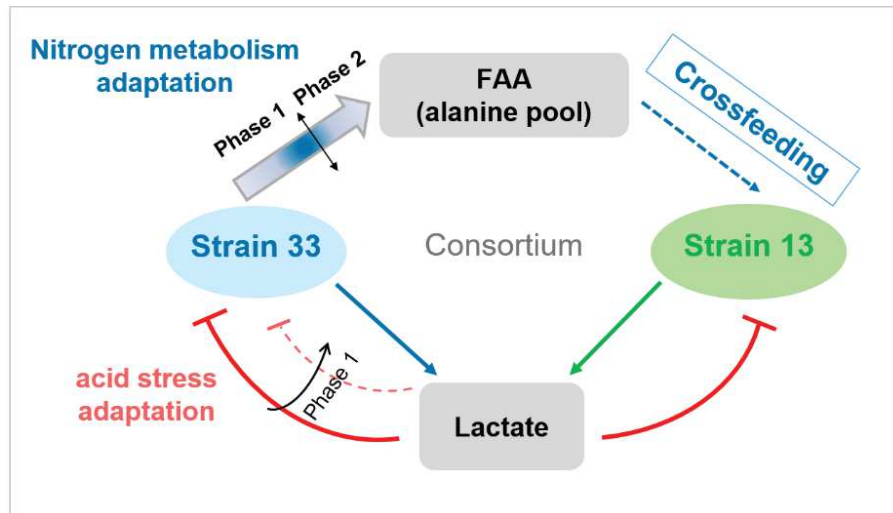 Nitrogen metabolism
adaptation
Phase 1
Phase 2
FAA
(alanine pool)
Crossfeeding
Strain 33
Consortium
Strain 13
acid stress
adaptation
Phase 1
Lactate